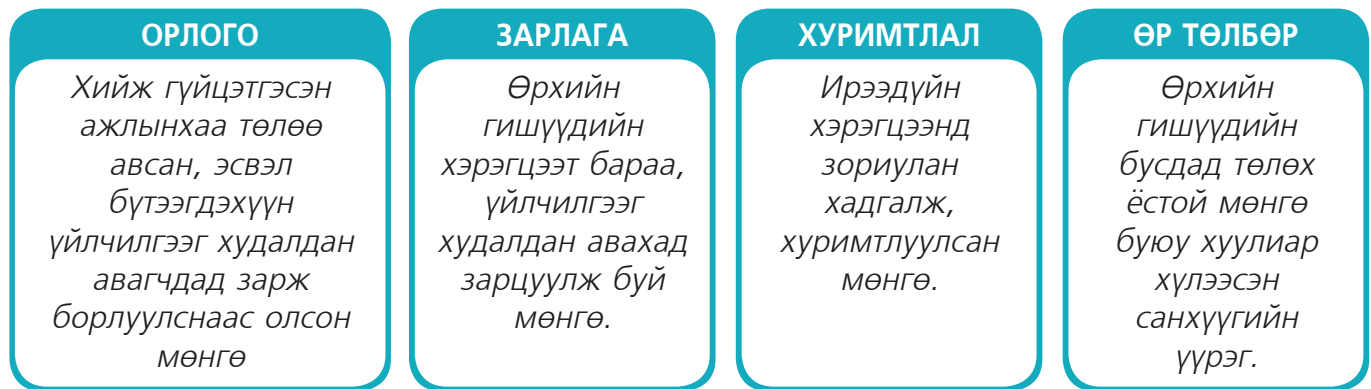 ОРЛОГО
Хийж гүйцэтгэсэн
ажлынхаа төлөө
авсан, эсвэл
бүтээгдэхүүн
үйлчилгээг худалдан
авагчдад зарж
борлуулснаас олсон
мөнгө
ЗАРЛАГА
Өрхийн
гишүүдийн
хэрэгцээт бараа,
үйлчилгээг
худалдан авахад
зарцуулж буй
мөнгө.
ХУРИМТЛАЛ
Ирээдүйн
хэрэгцээнд
зориулан
хадгалж,
хуримтлуулсан
мөнгө.
ӨР ТӨЛБӨР
Өрхийн
гишүүдийн
бусдад төлөх
ёстой мөнгө
буюу хуулиар
хүлээсэн
санхүүгийн
үүрэг.